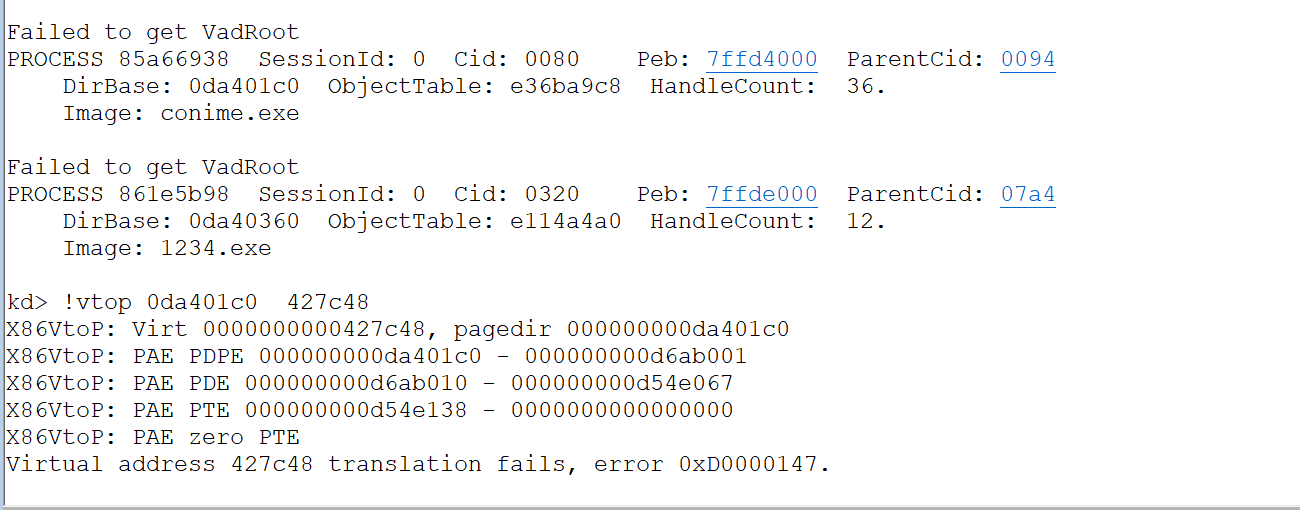 Failed to get VadRoot
PROCESS 85a66938  SessionId: 0  Cid: 0080    Peb: 7ffd4000  ParentCid: 0094
    DirBase: 0da401c0  ObjectTable: e36ba9c8  HandleCount:  36.
    Image: conime.exe

Failed to get VadRoot
PROCESS 861e5b98  SessionId: 0  Cid: 0320    Peb: 7ffde000  ParentCid: 07a4
    DirBase: 0da40360  ObjectTable: e114a4a0  HandleCount:  12.
    Image: 1234.exe

kd> !vtop 0da401c0  427c48
X86VtoP: Virt 0000000000427c48, pagedir 000000000da401c0
X86VtoP: PAE PDPE 000000000da401c0 - 000000000d6ab001
X86VtoP: PAE PDE 000000000d6ab010 - 000000000d54e067
X86VtoP: PAE PTE 000000000d54e138 - 0000000000000000
X86VtoP: PAE zero PTE
Virtual address 427c48 translation fails, error 0xD0000147.